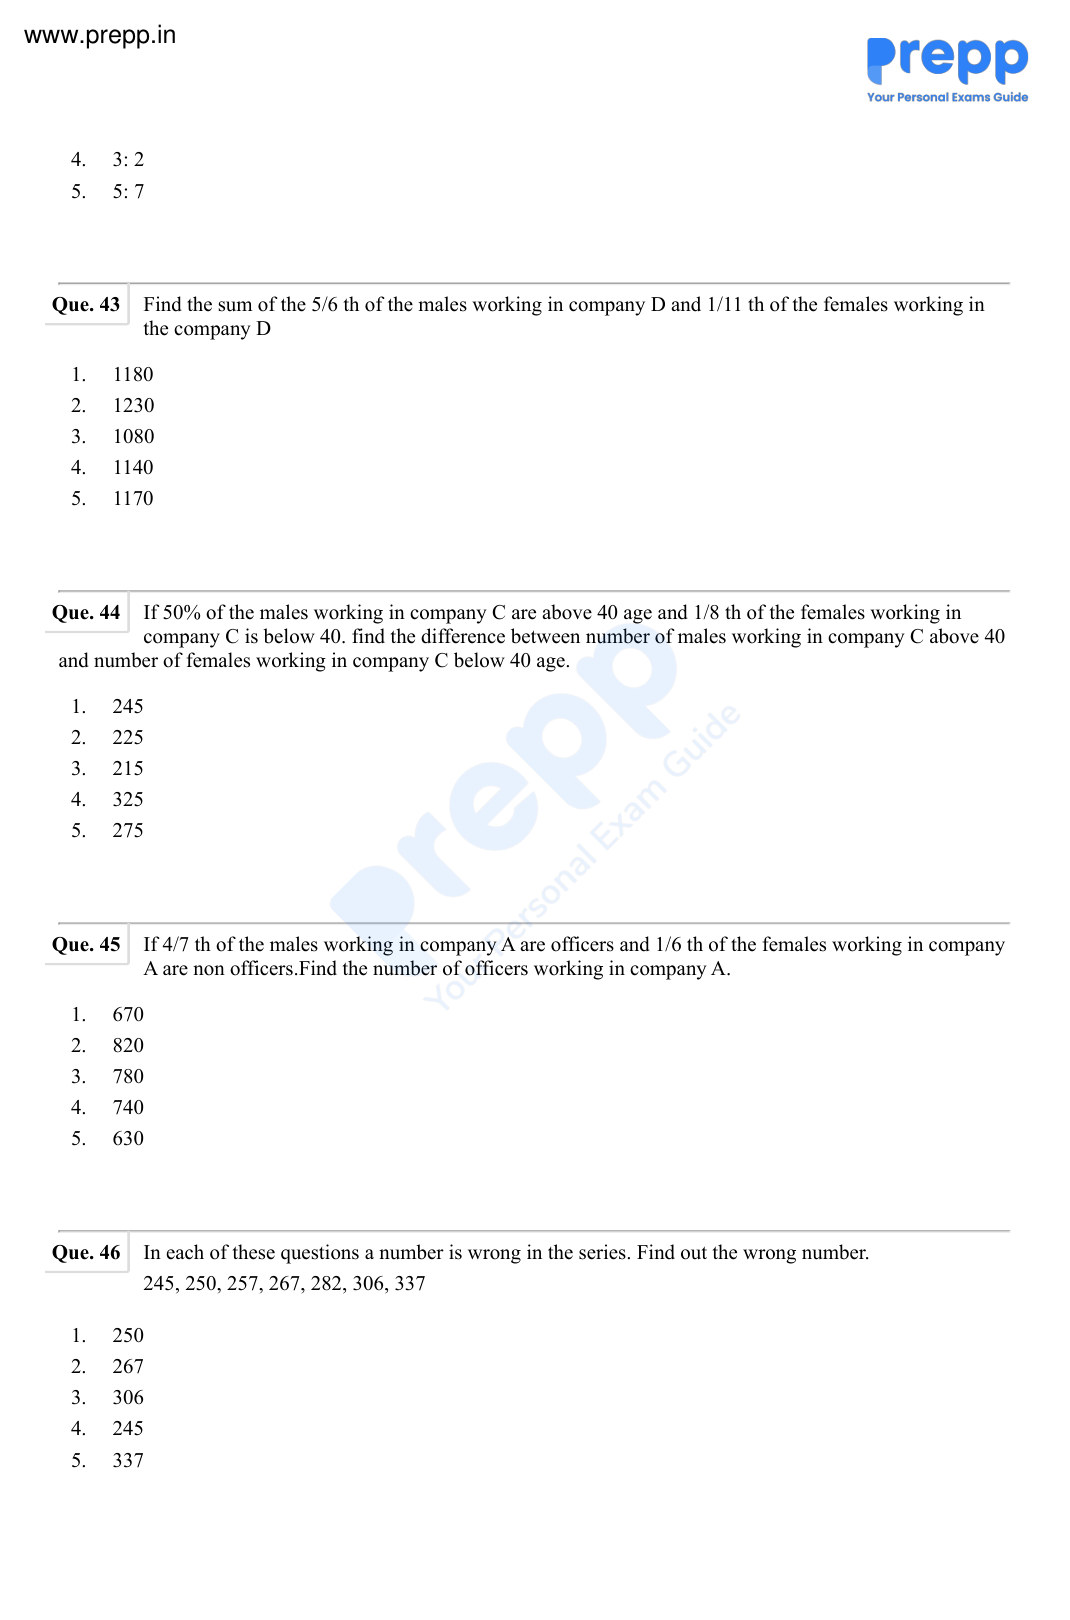 www.prepp.in
Prepp
Your Personal Exams Guide
4. 3: 2
5. 5: 7
Que. 43 Find the sum of the 5/6 th of the males working in company D and 1/11 th of the females working in
the company D
1. 1180
2. 1230
3. 1080
4. 1140
5. 1170
Que. 44 If 50% of the males working in company C are above 40 age and 1/8 th of the females working in
company C is below 40. find the difference between number of males working in company C above 40
and number of females working in company C below 40 age.
1. 245
2. 225
3. 215
4. 325
5. 275
Prepp
Your Personal Exam Guide
Que. 45 If 4/7 th of the males working in company A are officers and 1/6 th of the females working in company
A are non officers.Find the number of officers working in company A.
1. 670
2. 820
3. 780
4. 740
5. 630
Que. 46 In each of these questions a number is wrong in the series. Find out the wrong number.
245, 250, 257, 267, 282, 306, 337
1. 250
2. 267
3. 306
4. 245
5. 337